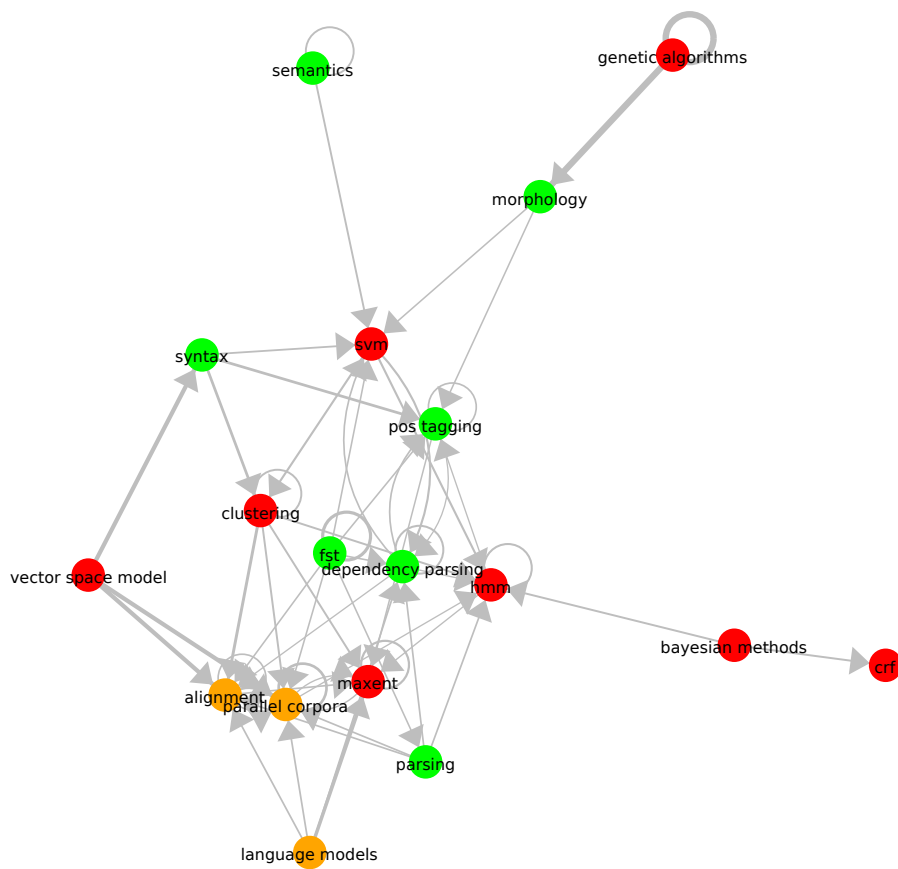 genetic algorithms
semantics
morphology
svm
syntax
pos tagging
clustering
fst
dependency parsing
vector space model
hmm
bayesian methods
crf
maxent
alignment
parallel corpora
parsing
language models